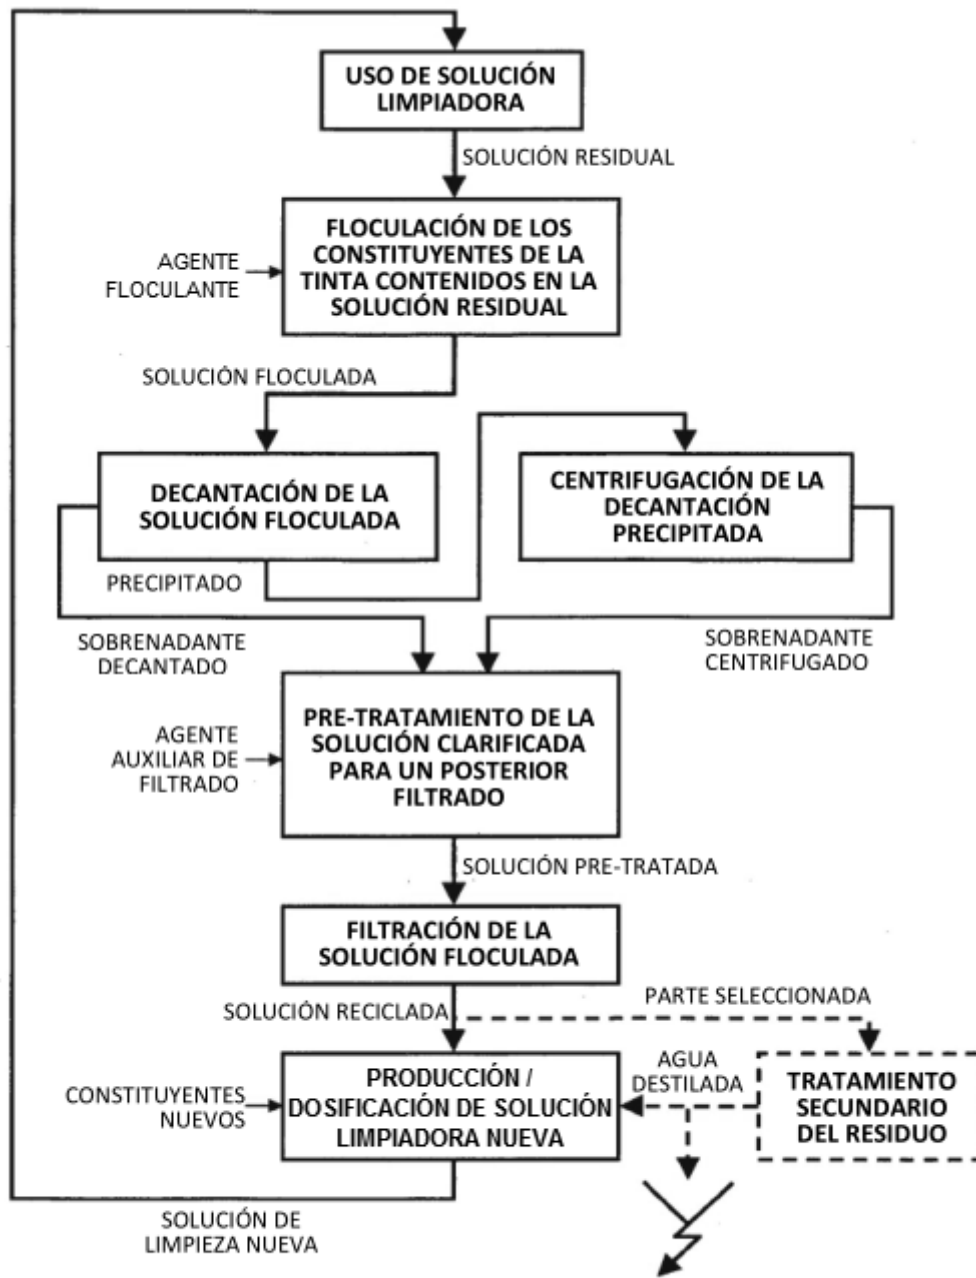 USO DE SOLUCIÓN
LIMPIADORA
SOLUCIÓN RESIDUAL
FLOCULACIÓN DE LOS
CONSTITUYENTES DE LA
TINTA CONTENIDOS EN LA
SOLUCIÓN RESIDUAL
AGENTE
FLOCULANTE
SOLUCIÓN FLOCULADA
DECANTACIÓN DE LA
SOLUCIÓN FLOCULADA
CENTRIFUGACIÓN DE LA
DECANTACIÓN
PRECIPITADA
PRECIPITADO
SOBRENADANTE
DECANTADO
SOBRENADANTE
CENTRIFUGADO
PRE-TRATAMIENTO DE LA
SOLUCIÓN CLARIFICADA
PARA UN POSTERIOR
FILTRADO
AGENTE
AUXILIAR DE
FILTRADO
SOLUCIÓN PRE-TRATADA
FILTRACIÓN DE LA
SOLUCIÓN FLOCULADA
SOLUCIÓN RECICLADA
PARTE SELECCIONADA
PRODUCCIÓN /
DOSIFICACIÓN DE SOLUCIÓN
LIMPIADORA NUEVA
CONSTITUYENTES
NUEVOS
AGUA
DESTILADA
TRATAMIENTO
SECUNDARIO
DEL RESIDUO
SOLUCIÓN DE
LIMPIEZA NUEVA